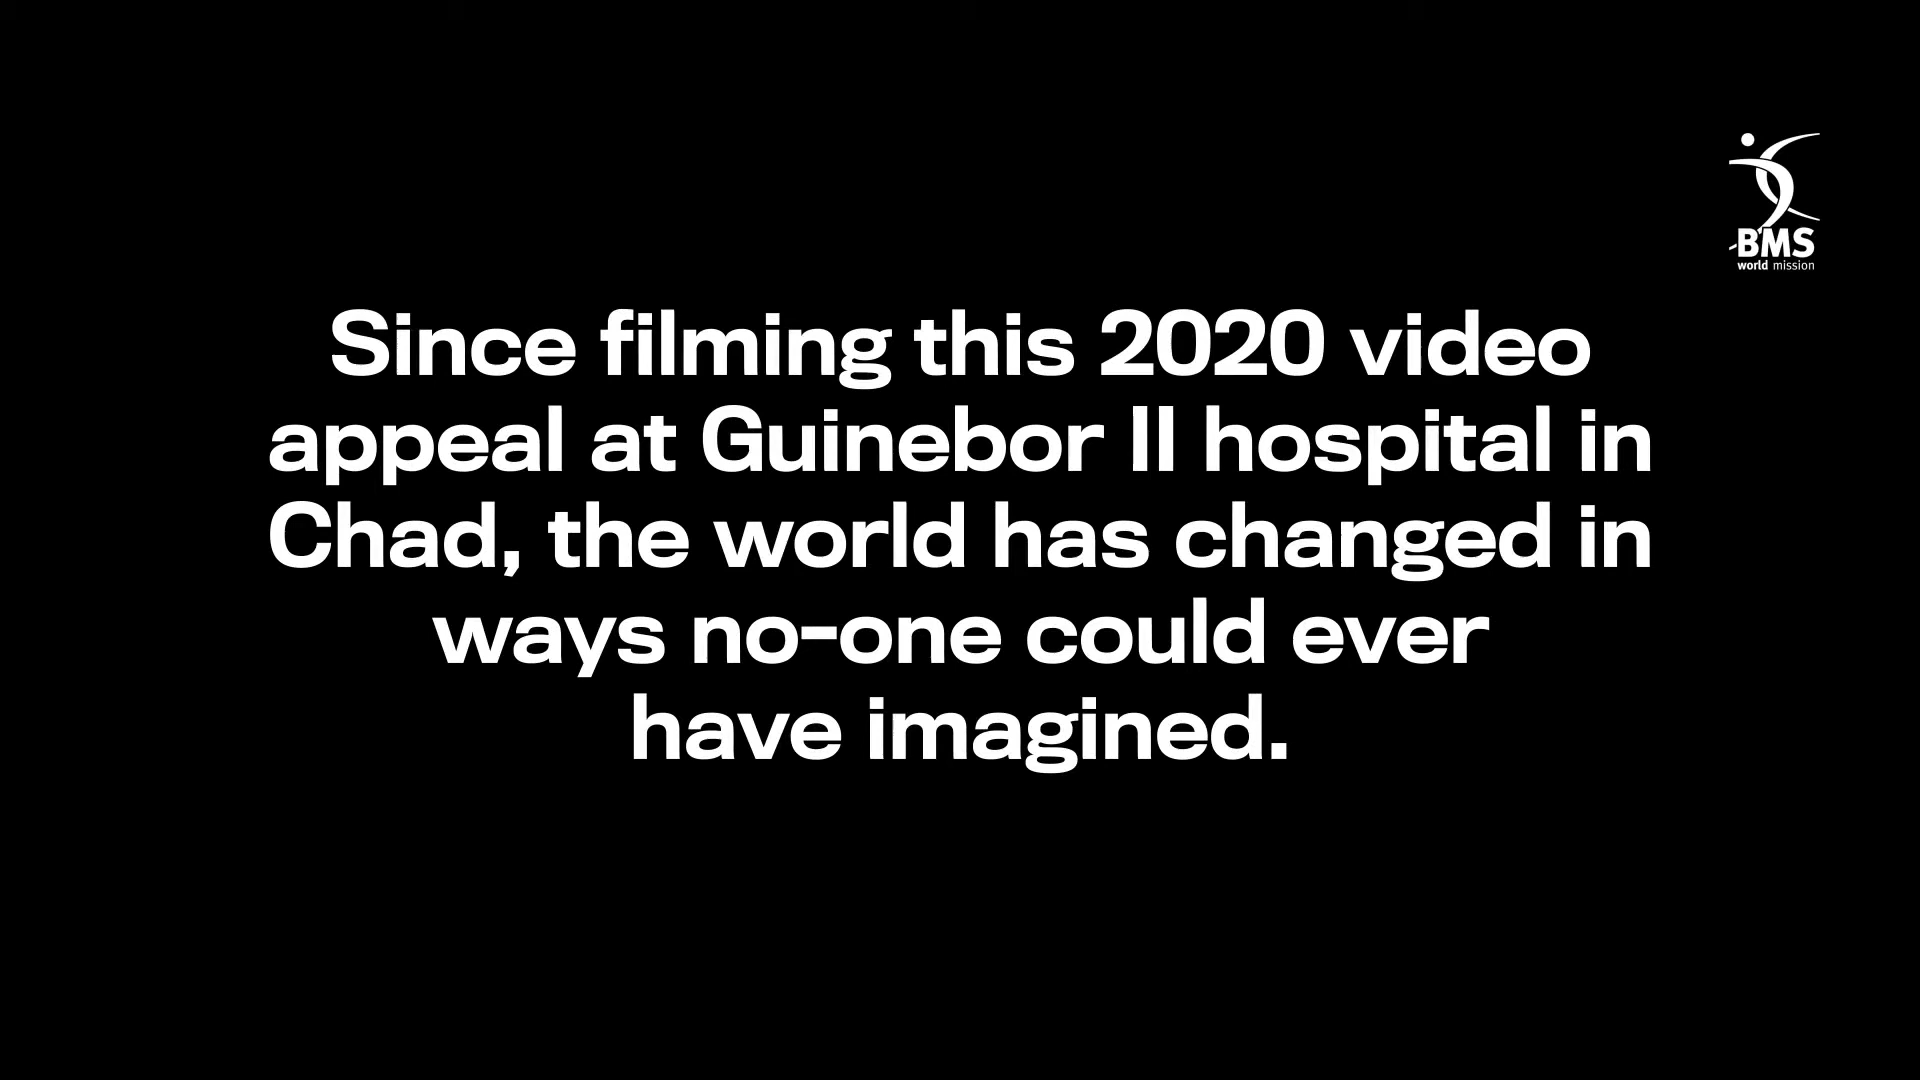 BMS
world mission
Since filming this 2020 video
appeal at Guinebor II hospital in
Chad, the world has changed in
ways no-one could ever
have imagined.